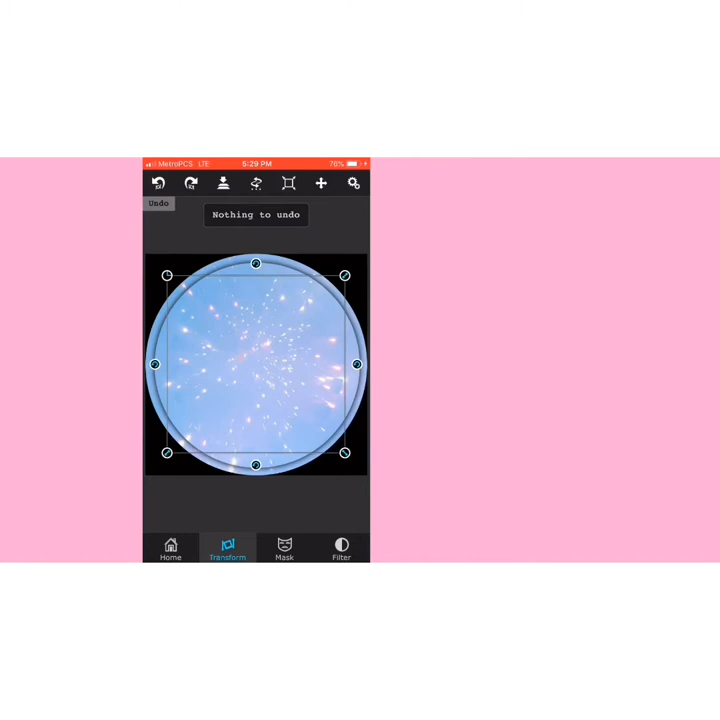 MetroPCS LTE 5:29 PM 76%
Undo
Nothing to undo
Home Transform Mask Filter